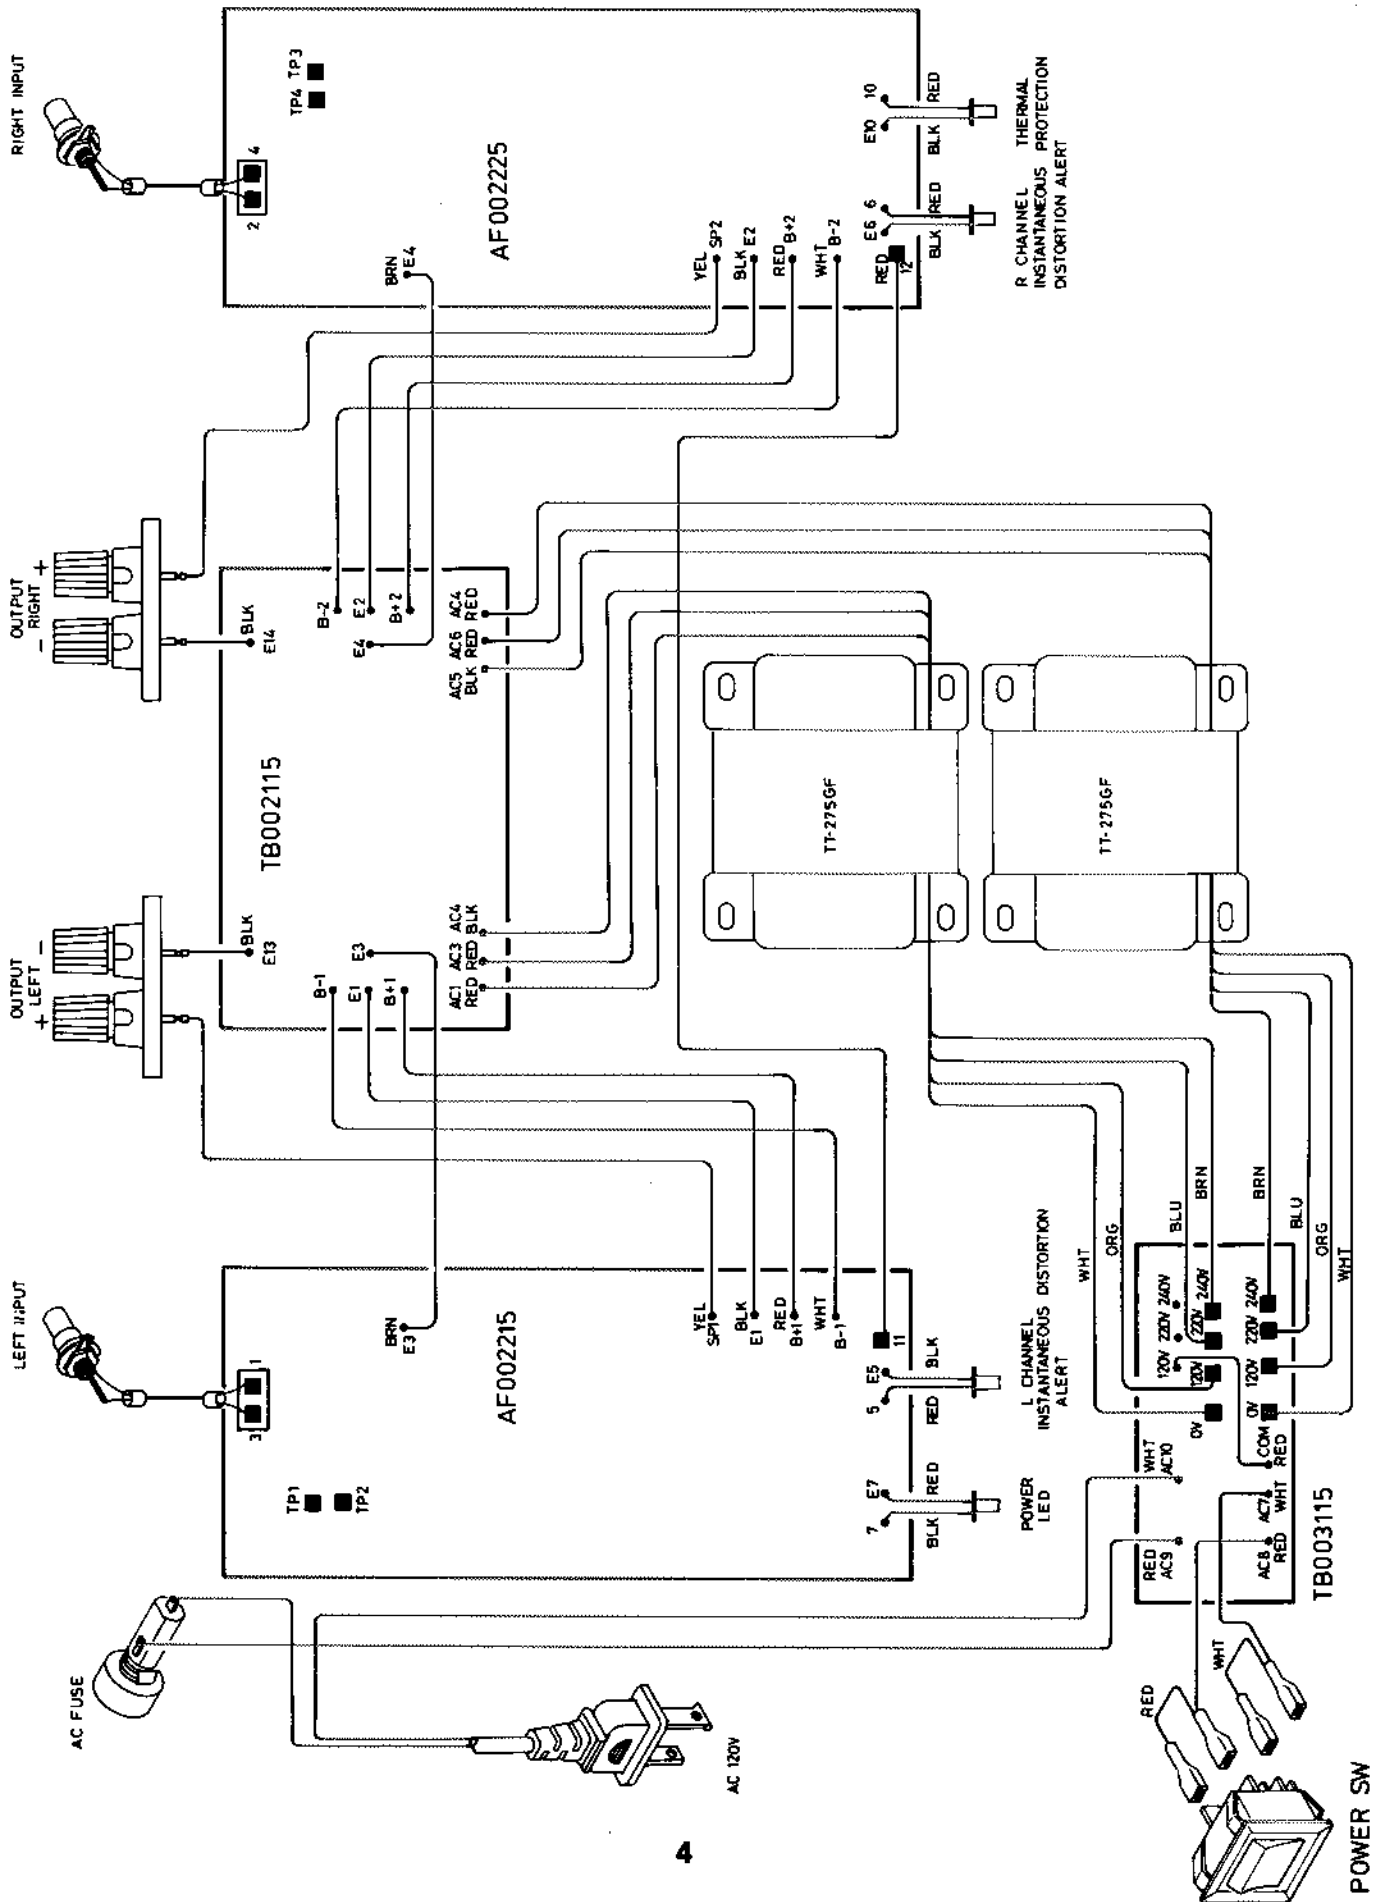 RIGHT INPUT
TP4 TP3
2
4
AF002225
BRN
E4
YEL
SP2
BLK
E2
RED
B+2
WHT
B-2
RED
12
E6
6
BLK
RED
E10
10
BLK
RED
R CHANNEL THERMAL
INSTANTANEOUS PROTECTION
DISTORTION ALERT
OUTPUT
RIGHT
- +
BLK
E14
B-2
E2
B+2
E4
AC5
BLK
AC6
RED
AC4
RED
TB002115
OUTPUT
LEFT
+ -
BLK
E13
B-1
E1
B+1
E3
AC1
RED
AC3
RED
AC4
BLK
TT-275GF
TT-275GF
LEFT INPUT
3
1
TP1
TP2
AF002215
BRN
E3
YEL
SP1
BLK
E1
RED
B+1
WHT
B-1
11
5
E5
RED
BLK
L CHANNEL
INSTANTANEOUS DISTORTION
ALERT
7
E7
BLK
RED
POWER
LED
WHT
ORG
BLU
BRN
BRN
BLU
ORG
WHT
120V 220V 240V
0V 120V 220V 240V
0V 120V 220V 240V
WHT
AC10
RED
AC9
COM
RED
AC7
WHT
AC8
RED
TB003115
AC FUSE
AC 120V
RED
WHT
POWER SW
4